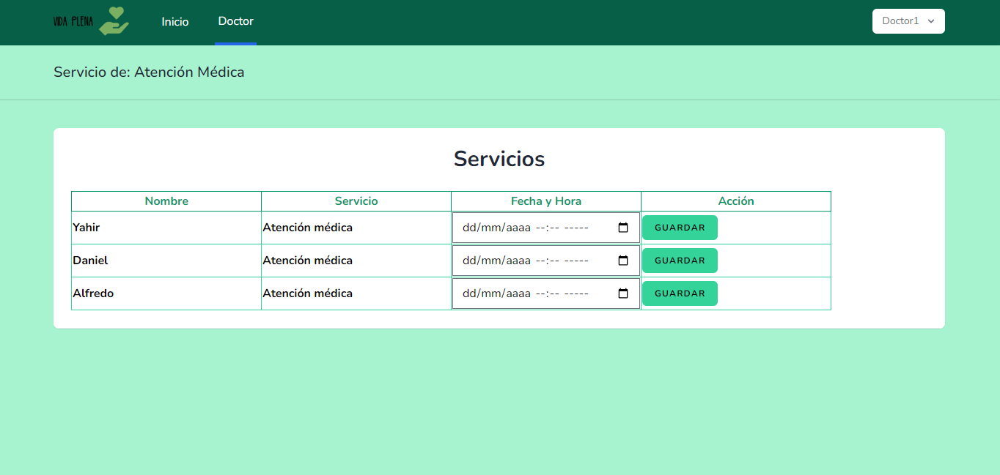 VIDA PLENA Inicio Doctor Doctor1
Servicio de: Atención Médica
Servicios
Nombre Servicio Fecha y Hora Acción
Yahir Atención médica dd/mm/aaaa --:-- ----- GUARDAR
Daniel Atención médica dd/mm/aaaa --:-- ----- GUARDAR
Alfredo Atención médica dd/mm/aaaa --:-- ----- GUARDAR